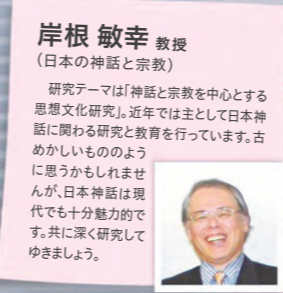 岸根 敏幸 教授
（日本の神話と宗教）
研究テーマは「神話と宗教を中心とする
思想文化研究」。近年では主として日本神
話に関わる研究と教育を行っています。古
めかしいもののよう
に思うかもしれませ
んが、日本神話は現
代でも十分魅力的で
す。共に深く研究して
ゆきましょう。